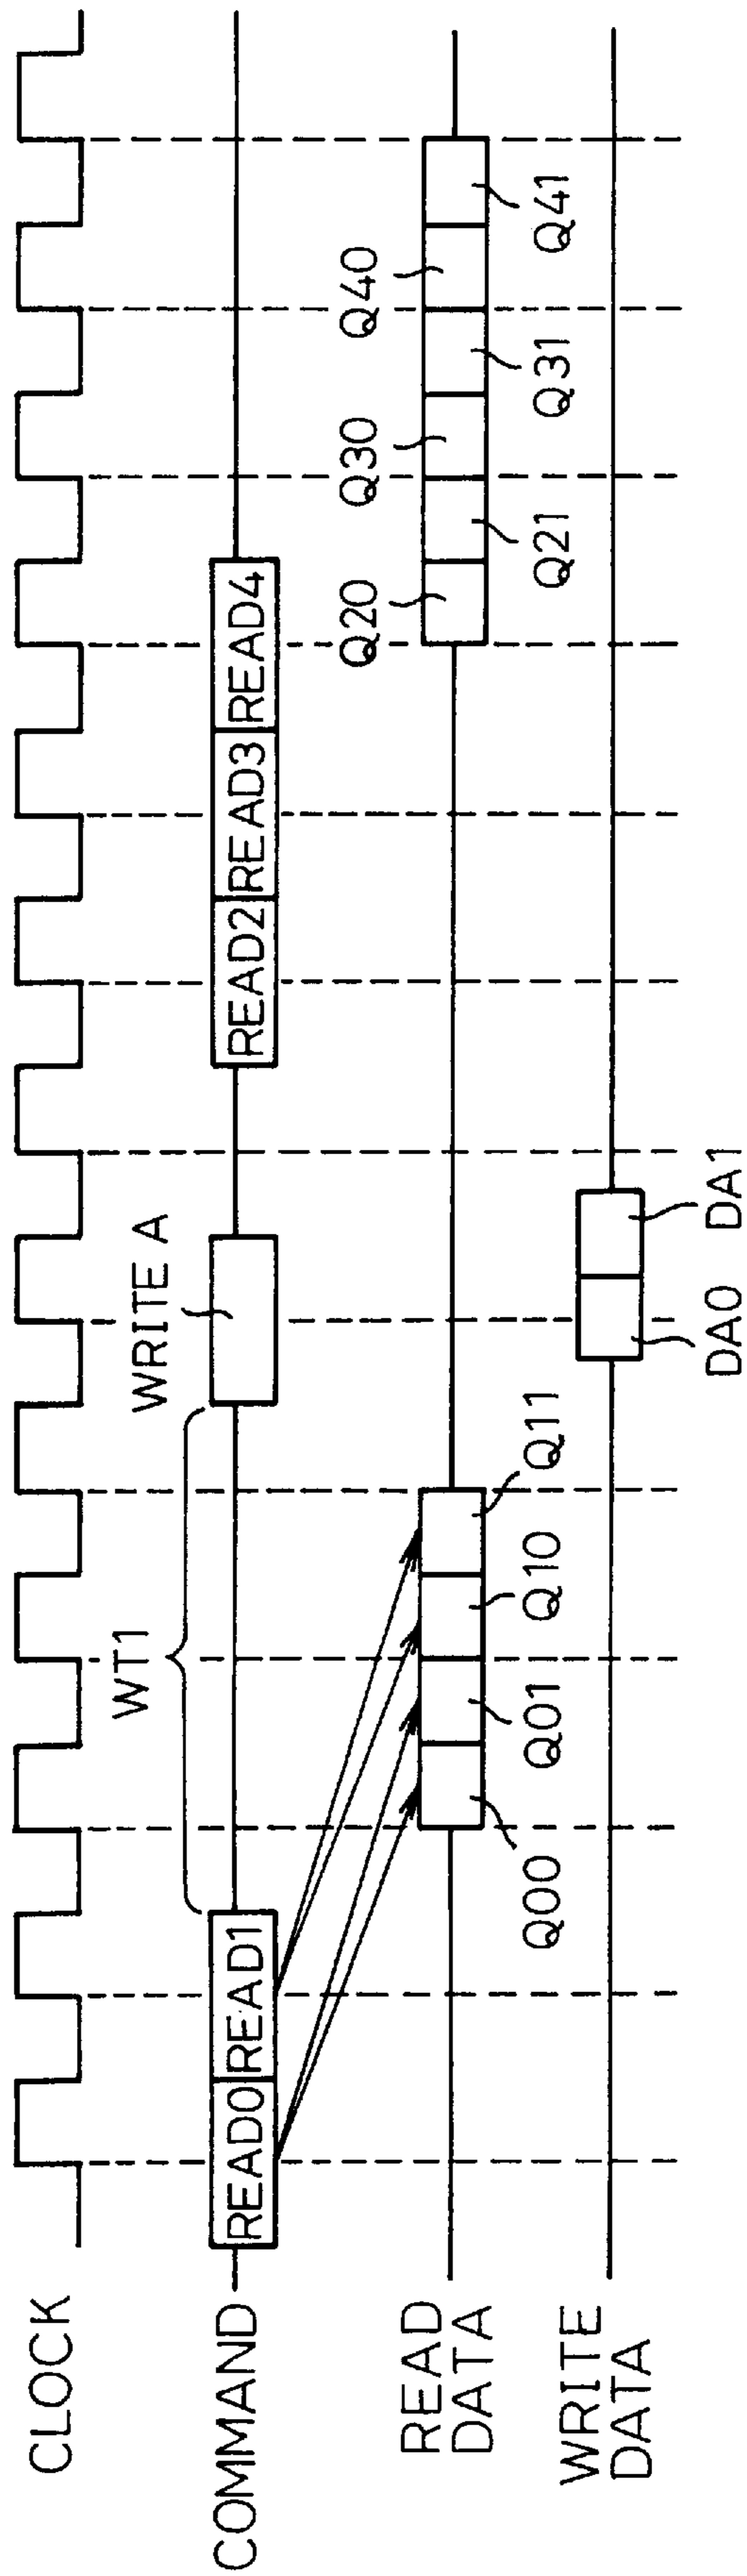 CLOCK
COMMAND
READ0
READ1
WT1
WRITE A
READ2
READ3
READ4
READ
DATA
Q00
Q01
Q10
Q11
Q20
Q21
Q30
Q31
Q40
Q41
WRITE
DATA
DA0
DA1